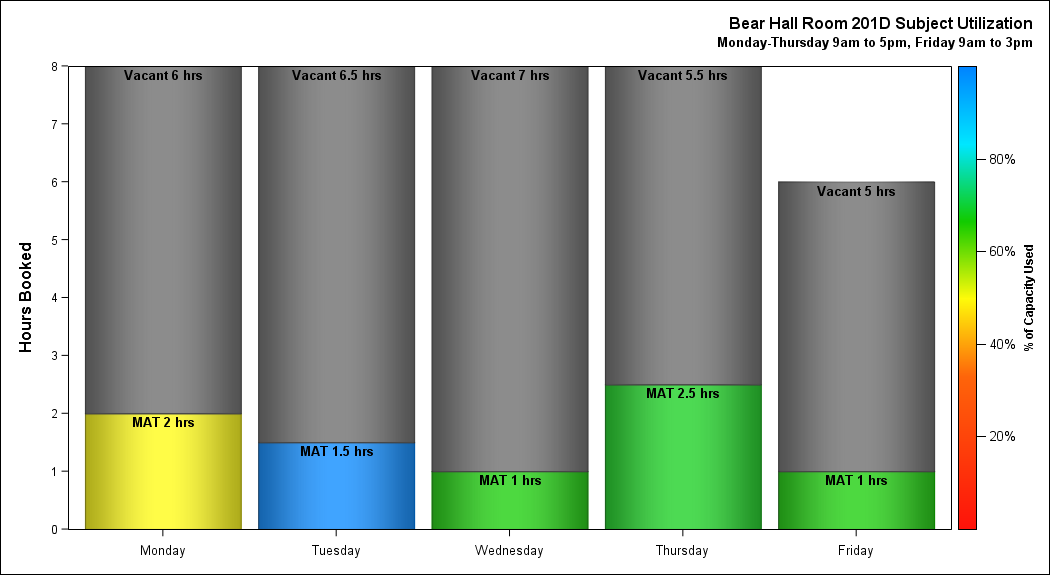 Bear Hall Room 201D Subject Utilization
Monday-Thursday 9am to 5pm, Friday 9am to 3pm
Hours Booked
8
7
6
5
4
3
2
1
0
Vacant 6 hrs
Vacant 6.5 hrs
Vacant 7 hrs
Vacant 5.5 hrs
Vacant 5 hrs
MAT 2 hrs
MAT 1.5 hrs
MAT 1 hrs
MAT 2.5 hrs
MAT 1 hrs
Monday
Tuesday
Wednesday
Thursday
Friday
80%
60%
40%
20%
% of Capacity Used